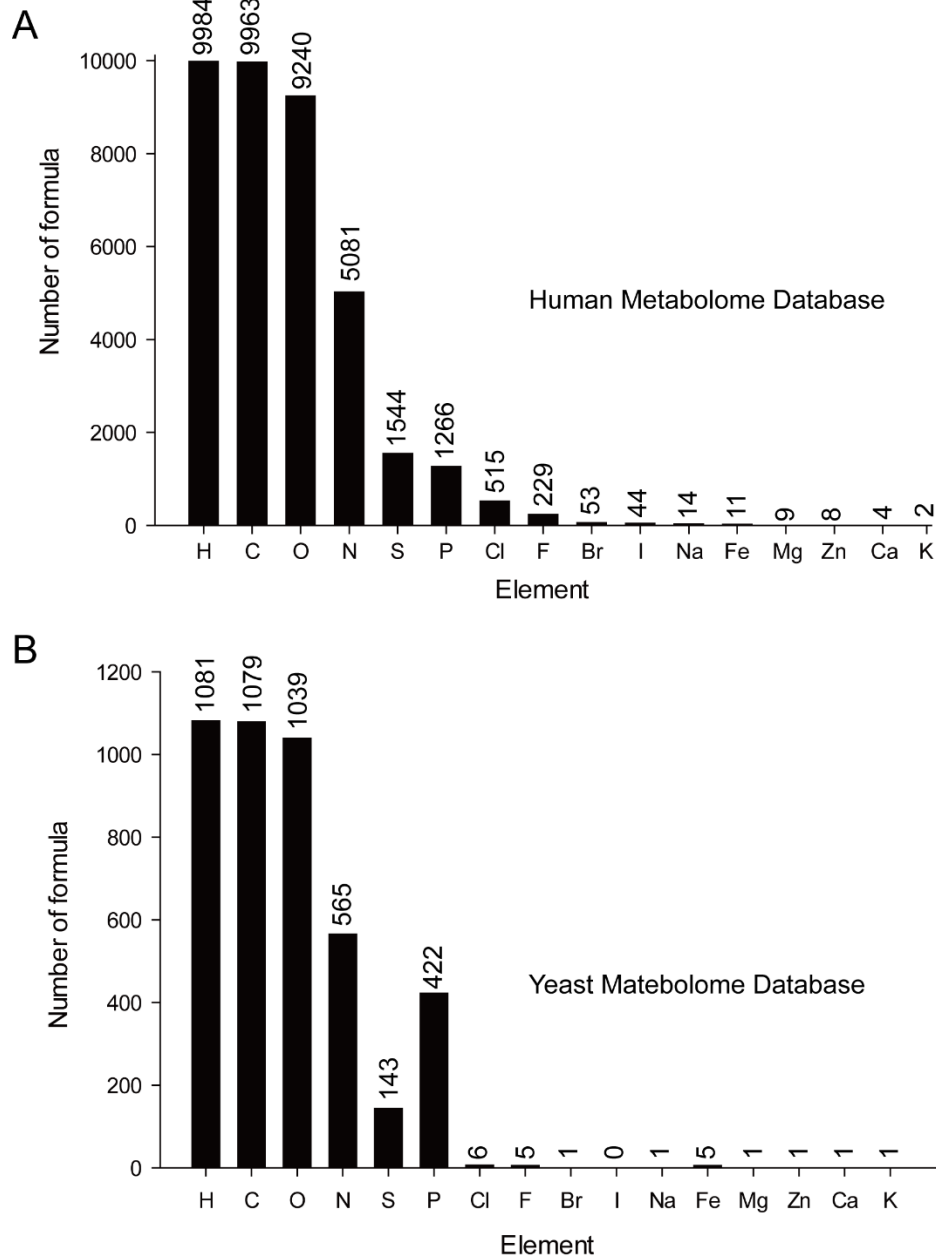 A
9984 9963 9240 5081 1544 1266 515 229 53 44 14 11 9 8 4 2
10000
8000
6000
4000
2000
0
Number of formula
Human Metabolome Database
H C O N S P Cl F Br I Na Fe Mg Zn Ca K
Element
B
1081 1079 1039 565 143 422 6 5 1 0 1 5 1 1 1 1
1200
1000
800
600
400
200
0
Number of formula
Yeast Matebolome Database
H C O N S P Cl F Br I Na Fe Mg Zn Ca K
Element